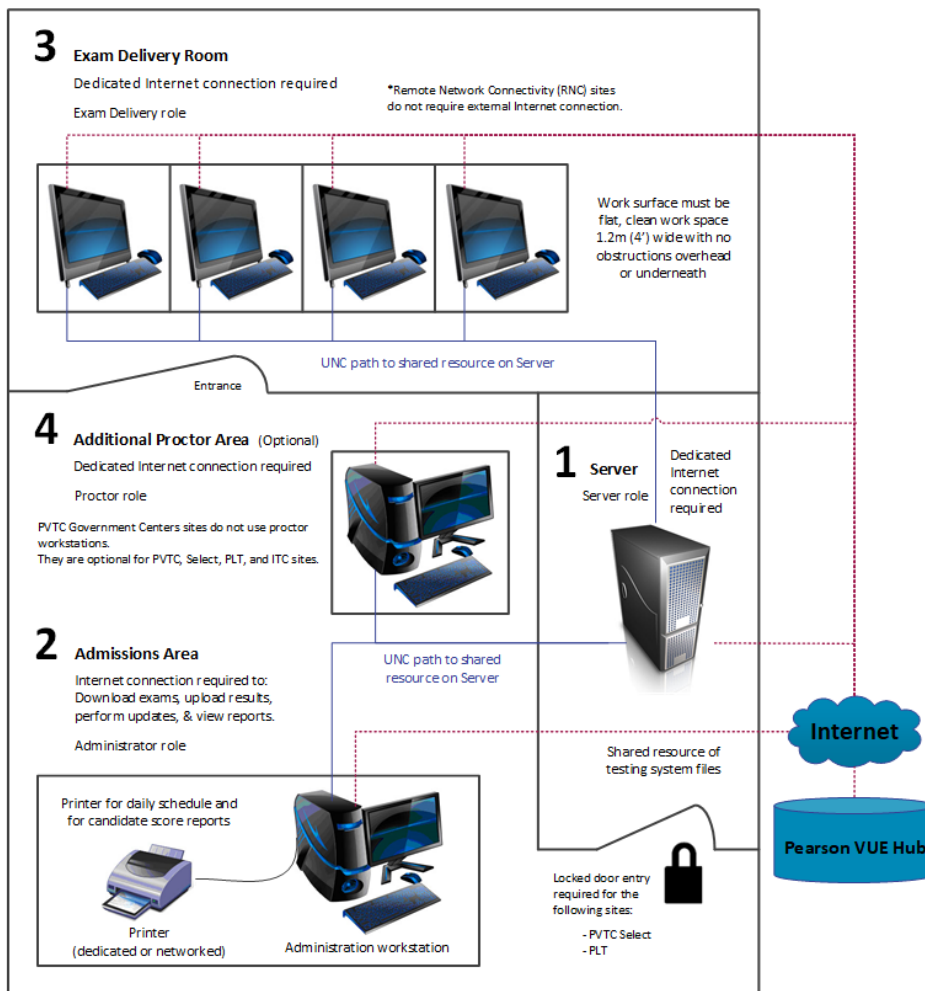 3 Exam Delivery Room
Dedicated Internet connection required
Exam Delivery role
*Remote Network Connectivity (RNC) sites
do not require external Internet connection.
Work surface must be
flat, clean work space
1.2m (4') wide with no
obstructions overhead
or underneath
UNC path to shared resource on Server
Entrance
4 Additional Proctor Area (Optional)
Dedicated Internet connection required
Proctor role
PVTC Government Centers sites do not use proctor
workstations.
They are optional for PVTC, Select, PLT, and ITC sites.
1 Server
Server role
Dedicated
Internet
connection
required
2 Admissions Area
Internet connection required to:
Download exams, upload results,
perform updates, & view reports.
Administrator role
UNC path to shared
resource on Server
Internet
Shared resource of
testing system files
Printer for daily schedule and
for candidate score reports
Printer
(dedicated or networked)
Administration workstation
Locked door entry
required for the
following sites:
- PVTC Select
- PLT
Pearson VUE Hub